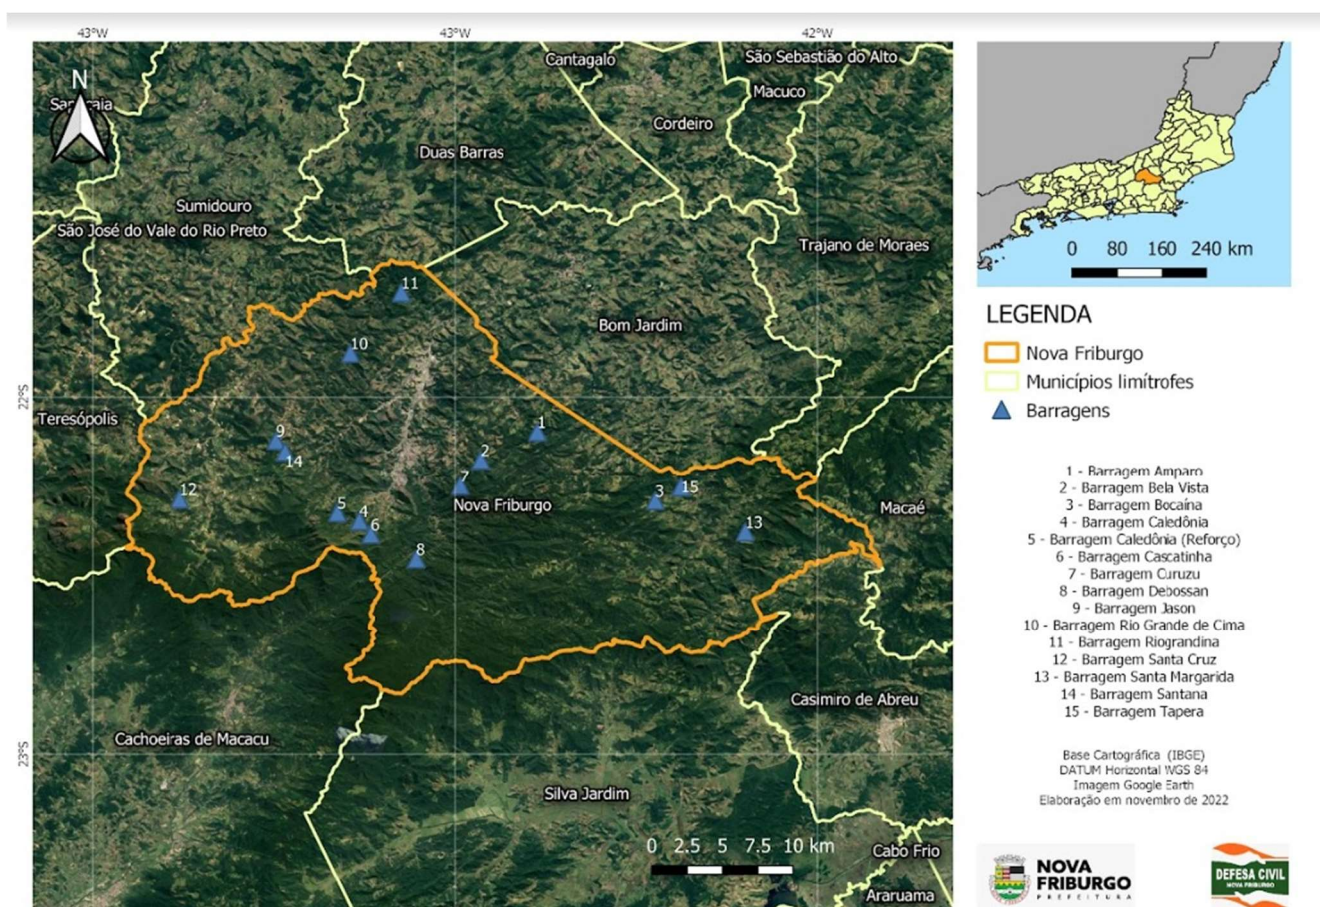 43°W
43°W
42°W
22°S
23°S
N
Sapucaia
Cantagalo
São Sebastião do Alto
Macuco
Cordeiro
Duas Barras
Sumidouro
São José do Vale do Rio Preto
Trajano de Moraes
11
Bom Jardim
10
Teresópolis
1
9
14
2
7
12
Nova Friburgo
3
15
Macaé
5
4
6
13
8
Casimiro de Abreu
Cachoeiras de Macacu
Silva Jardim
0 2.5 5 7.5 10 km
Cabo Frio
Araruama
0 80 160 240 km
LEGENDA
Nova Friburgo
Municípios limítrofes
Barragens
1 - Barragem Amparo
2 - Barragem Bela Vista
3 - Barragem Bocaína
4 - Barragem Caledônia
5 - Barragem Caledônia (Reforço)
6 - Barragem Cascatinha
7 - Barragem Curuzu
8 - Barragem Debossan
9 - Barragem Jason
10 - Barragem Rio Grande de Cima
11 - Barragem Riograndina
12 - Barragem Santa Cruz
13 - Barragem Santa Margarida
14 - Barragem Santana
15 - Barragem Tapera
Base Cartográfica (IBGE)
DATUM Horizontal WGS 84
Imagem Google Earth
Elaboração em novembro de 2022
NOVA
FRIBURGO
PREFEITURA
DEFESA CIVIL
NOVA FRIBURGO